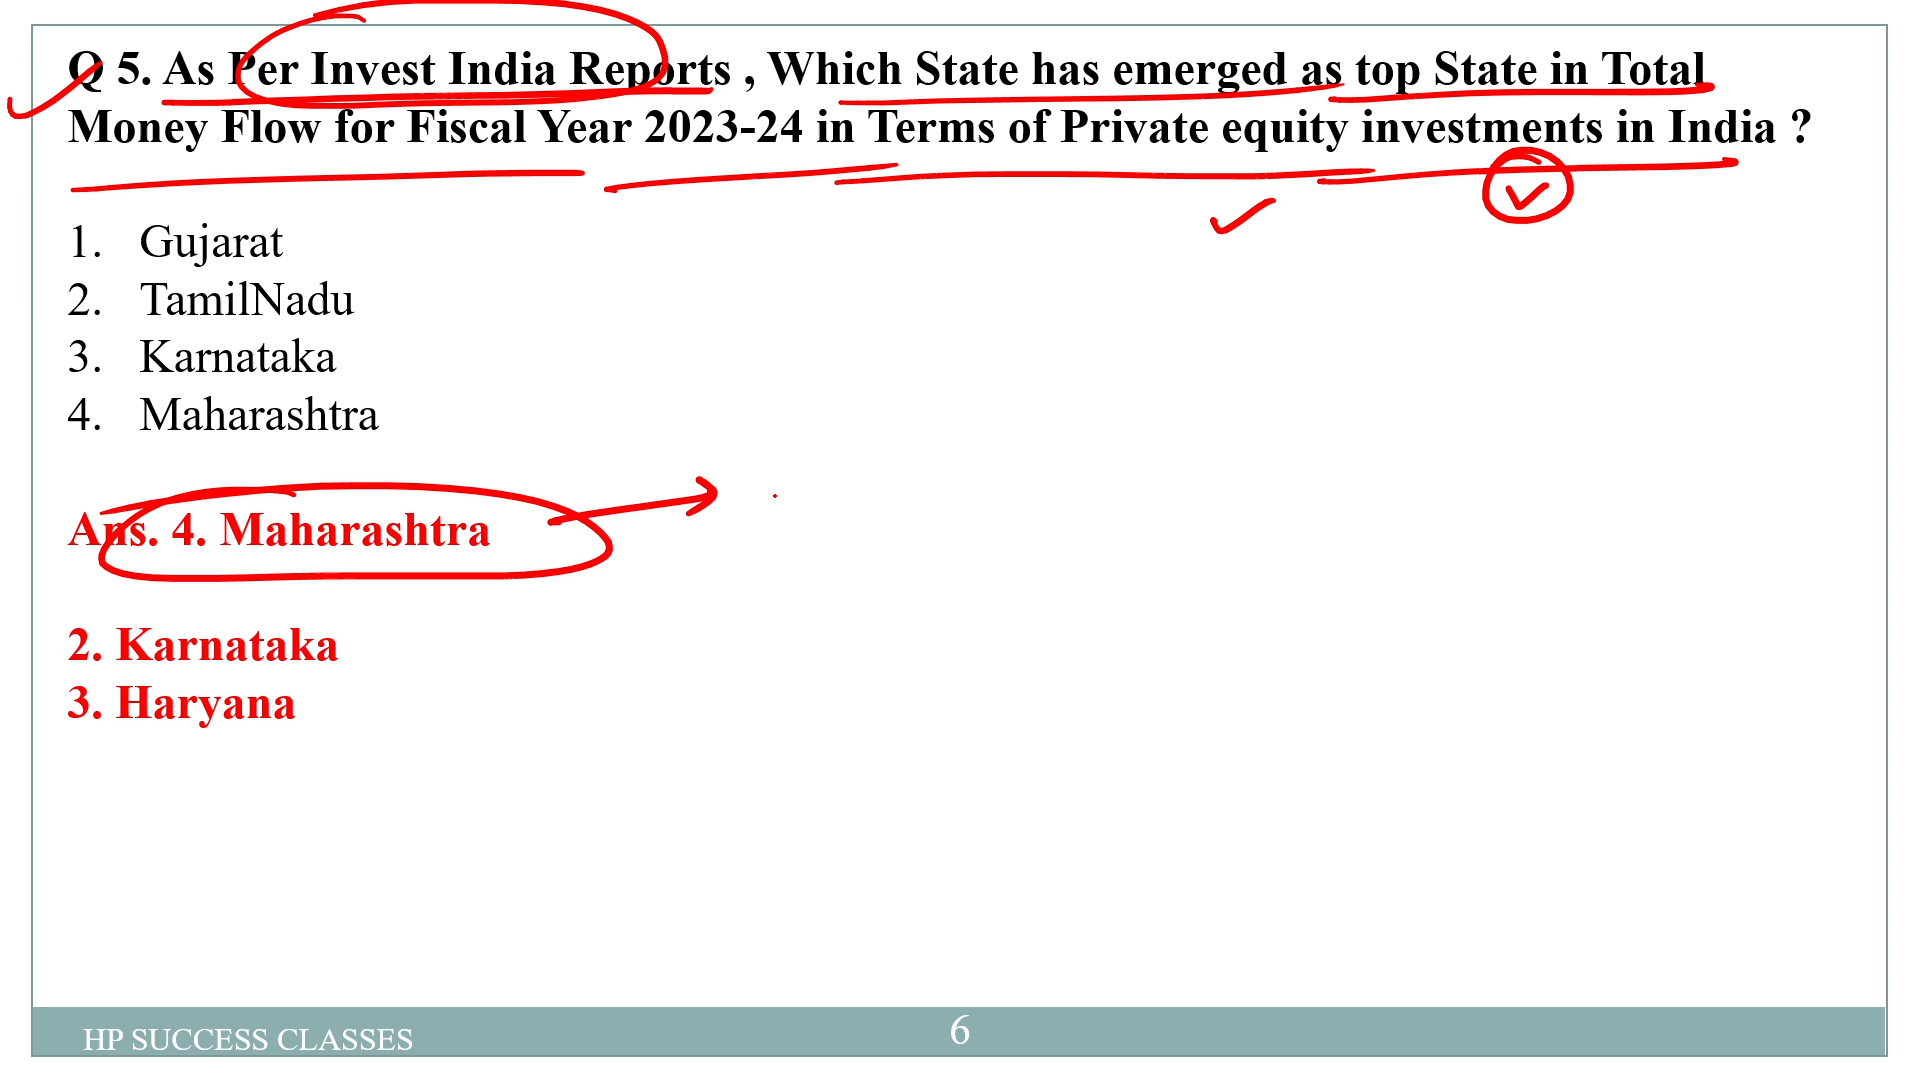 Q 5. As Per Invest India Reports , Which State has emerged as top State in Total
Money Flow for Fiscal Year 2023-24 in Terms of Private equity investments in India ?
1. Gujarat
2. TamilNadu
3. Karnataka
4. Maharashtra
Ans. 4. Maharashtra
2. Karnataka
3. Haryana
HP SUCCESS CLASSES
6